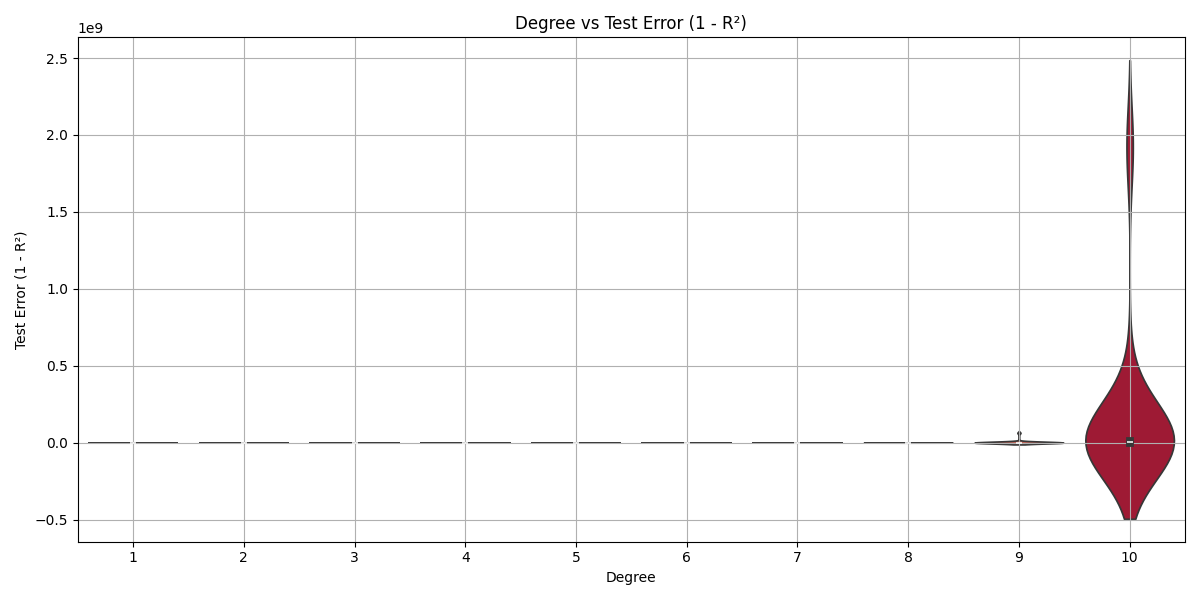 Degree vs Test Error (1 - R²)
1e9
2.5
2.0
1.5
1.0
0.5
0.0
−0.5
Test Error (1 - R²)
1 2 3 4 5 6 7 8 9 10
Degree